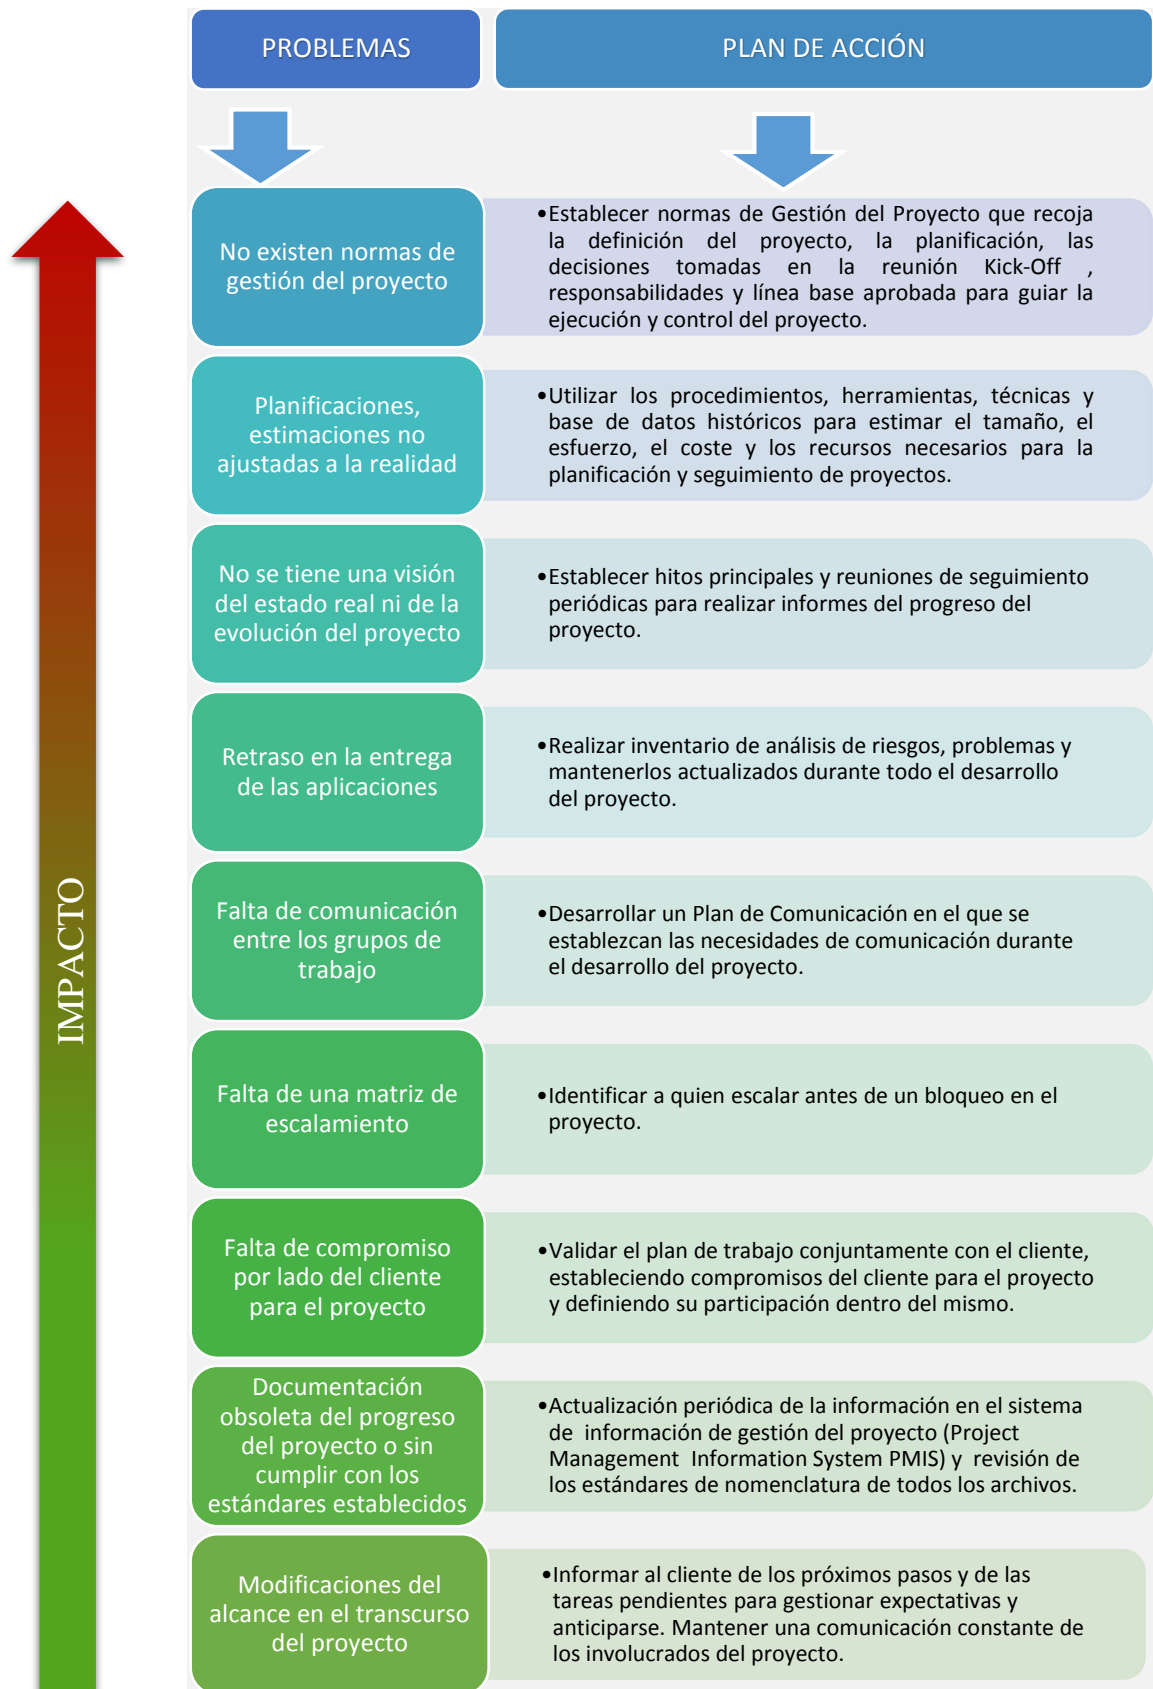 PROBLEMAS
PLAN DE ACCIÓN
No existen normas de
gestión del proyecto
•Establecer normas de Gestión del Proyecto que recoja
la definición del proyecto, la planificación, las
decisiones tomadas en la reunión Kick-Off ,
responsabilidades y línea base aprobada para guiar la
ejecución y control del proyecto.
Planificaciones,
estimaciones no
ajustadas a la realidad
•Utilizar los procedimientos, herramientas, técnicas y
base de datos históricos para estimar el tamaño, el
esfuerzo, el coste y los recursos necesarios para la
planificación y seguimiento de proyectos.
No se tiene una visión
del estado real ni de la
evolución del proyecto
•Establecer hitos principales y reuniones de seguimiento
periódicas para realizar informes del progreso del
proyecto.
Retraso en la entrega
de las aplicaciones
•Realizar inventario de análisis de riesgos, problemas y
mantenerlos actualizados durante todo el desarrollo
del proyecto.
IMPACTO
Falta de comunicación
entre los grupos de
trabajo
•Desarrollar un Plan de Comunicación en el que se
establezcan las necesidades de comunicación durante
el desarrollo del proyecto.
Falta de una matriz de
escalamiento
•Identificar a quien escalar antes de un bloqueo en el
proyecto.
Falta de compromiso
por lado del cliente
para el proyecto
•Validar el plan de trabajo conjuntamente con el cliente,
estableciendo compromisos del cliente para el proyecto
y definiendo su participación dentro del mismo.
Documentación
obsoleta del progreso
del proyecto o sin
cumplir con los
estándares establecidos
•Actualización periódica de la información en el sistema
de información de gestión del proyecto (Project
Management Information System PMIS) y revisión de
los estándares de nomenclatura de todos los archivos.
Modificaciones del
alcance en el transcurso
del proyecto
•Informar al cliente de los próximos pasos y de las
tareas pendientes para gestionar expectativas y
anticiparse. Mantener una comunicación constante de
los involucrados del proyecto.